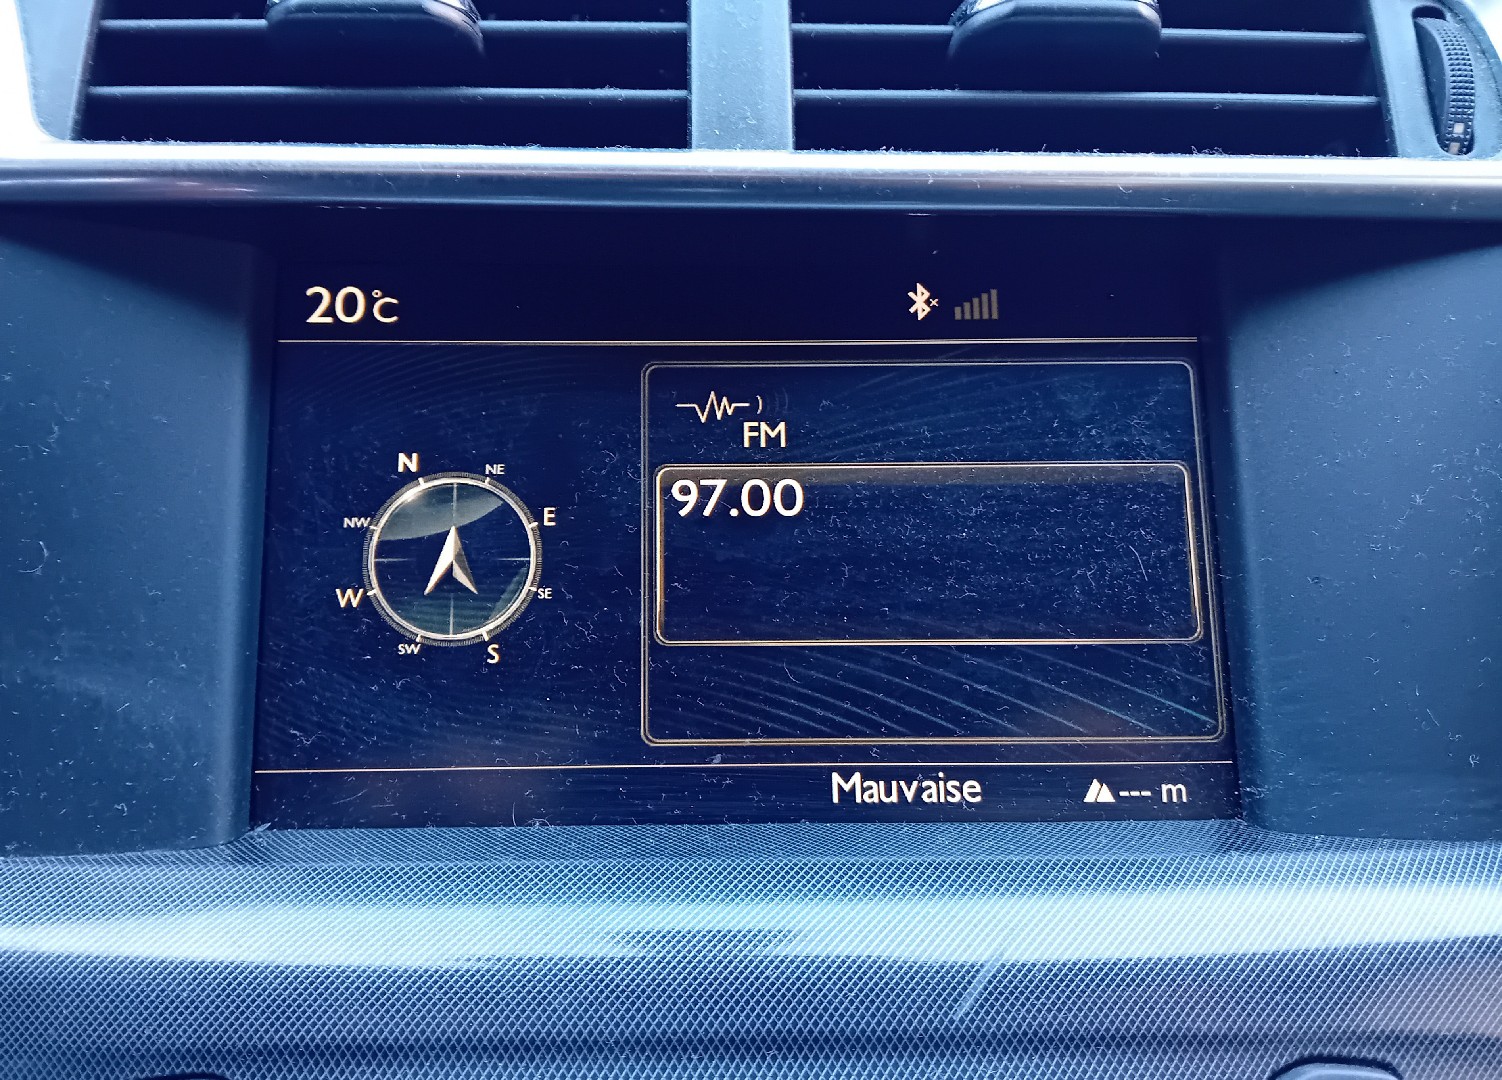 20°C
FM
97.00
N
NE
NW
E
W
SE
SW
S
Mauvaise
--- m